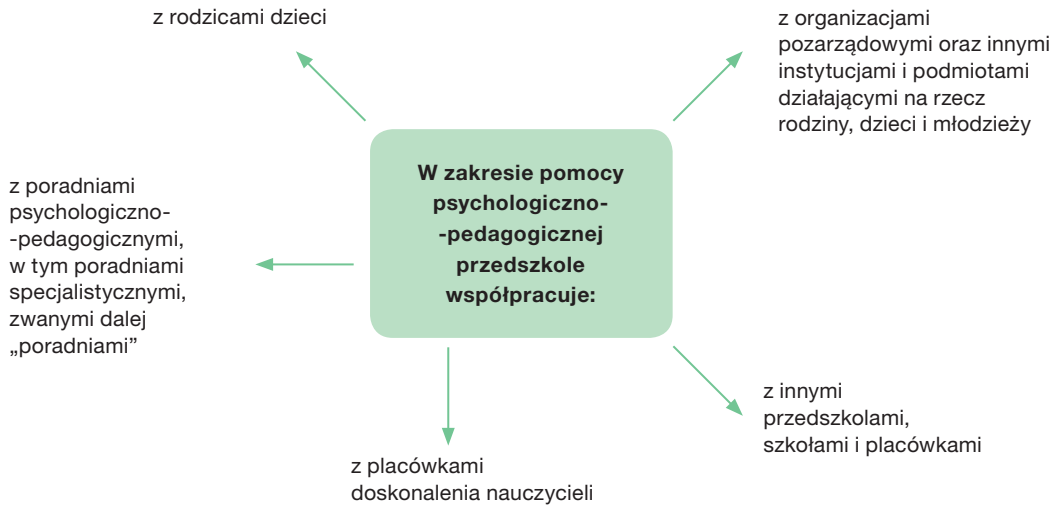 z rodzicami dzieci
z organizacjami
pozarządowymi oraz innymi
instytucjami i podmiotami
działającymi na rzecz
rodziny, dzieci i młodzieży
W zakresie pomocy
psychologiczno-
-pedagogicznej
przedszkole
współpracuje:
z poradniami
psychologiczno-
-pedagogicznymi,
w tym poradniami
specjalistycznymi,
zwanymi dalej
„poradniami”
z innymi
przedszkolami,
szkołami i placówkami
z placówkami
doskonalenia nauczycieli